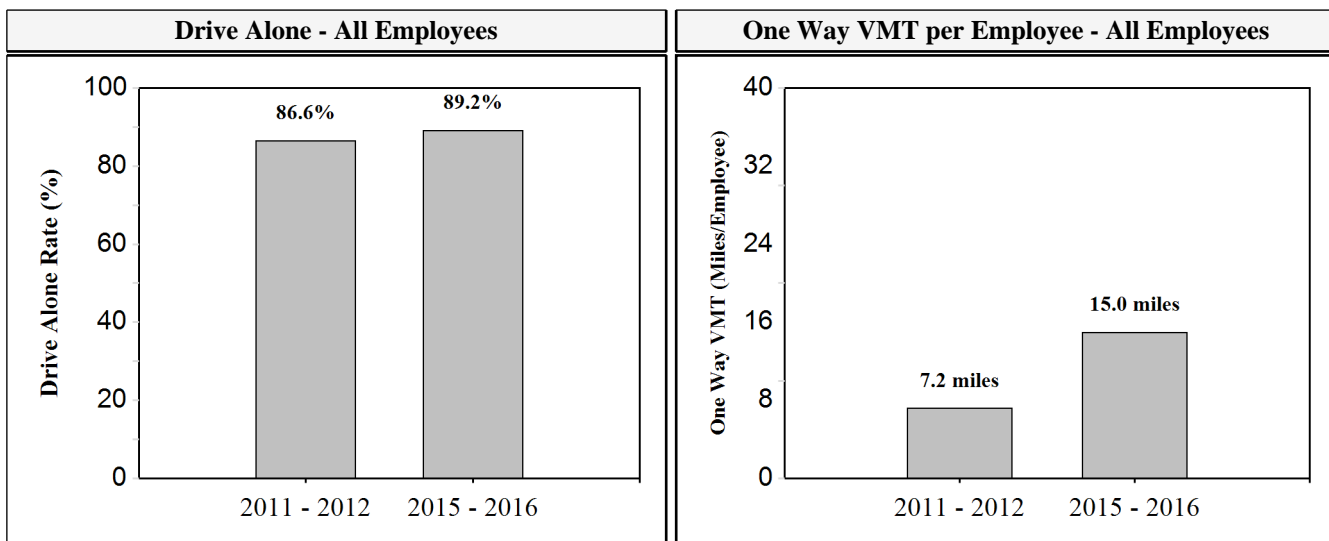 Drive Alone - All Employees
Drive Alone Rate (%)
100
80
60
40
20
0
86.6%
89.2%
2011 - 2012
2015 - 2016
One Way VMT per Employee - All Employees
One Way VMT (Miles/Employee)
40
32
24
16
8
0
7.2 miles
15.0 miles
2011 - 2012
2015 - 2016